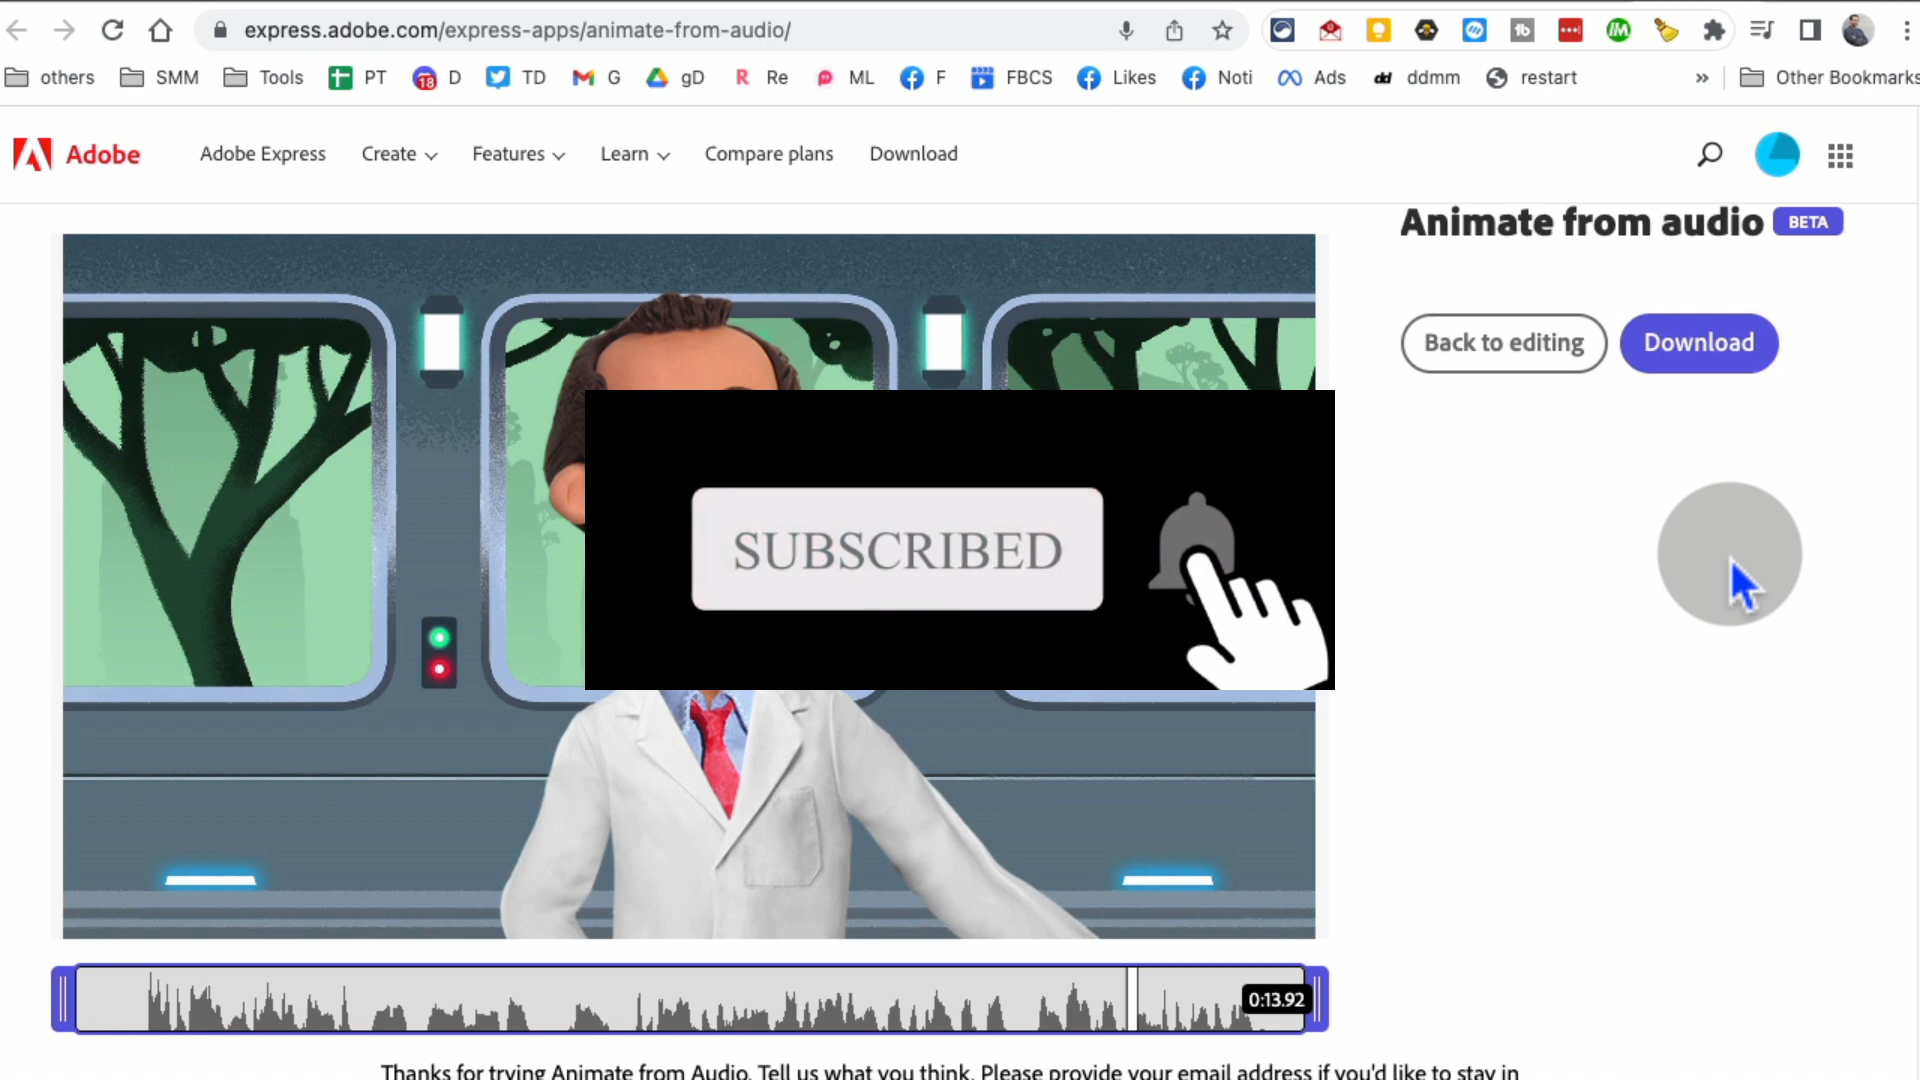 express.adobe.com/express-apps/animate-from-audio/
others SMM Tools PT 18 D TD G gD Re ML F FBCS Likes Noti Ads ddmm restart » Other Bookmarks
Adobe Adobe Express Create Features Learn Compare plans Download
Animate from audio BETA
Back to editing Download
SUBSCRIBED
0:13.92
Thanks for trying Animate from Audio. Tell us what you think. Please provide your email address if you'd like to stay in